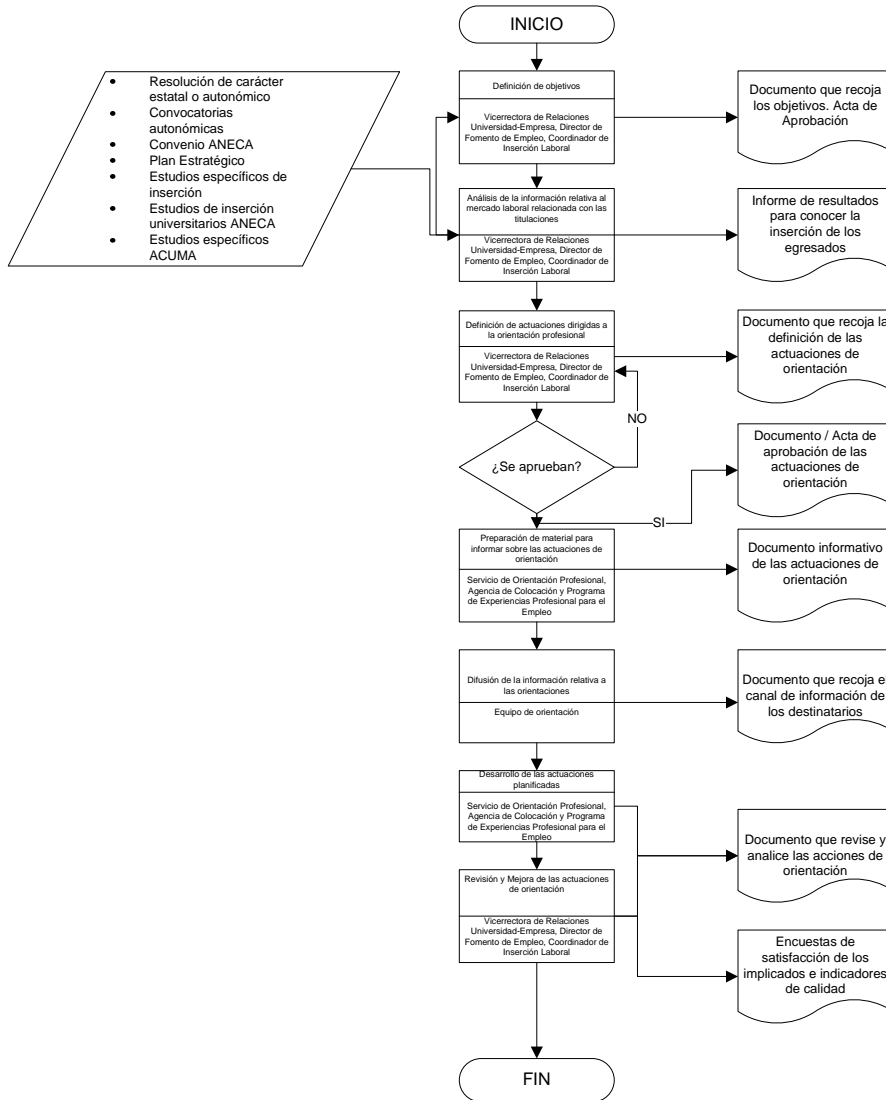 INICIO
• Resolución de carácter
estatal o autonómico
• Convocatorias
autonómicas
• Convenio ANECA
• Plan Estratégico
• Estudios específicos de
inserción
• Estudios de inserción
universitarios ANECA
• Estudios específicos
ACUMA
Definición de objetivos
Vicerrectora de Relaciones
Universidad-Empresa, Director de
Fomento de Empleo, Coordinador de
Inserción Laboral
Documento que recoja
los objetivos. Acta de
Aprobación
Análisis de la información relativa al
mercado laboral relacionada con las
titulaciones
Vicerrectora de Relaciones
Universidad-Empresa, Director de
Fomento de Empleo, Coordinador de
Inserción Laboral
Informe de resultados
para conocer la
inserción de los
egresados
Definición de actuaciones dirigidas a
la orientación profesional
Vicerrectora de Relaciones
Universidad-Empresa, Director de
Fomento de Empleo, Coordinador de
Inserción Laboral
Documento que recoja la
definición de las
actuaciones de
orientación
NO
¿Se aprueban?
Documento / Acta de
aprobación de las
actuaciones de
orientación
SI
Preparación de material para
informar sobre las actuaciones de
orientación
Servicio de Orientación Profesional,
Agencia de Colocación y Programa
de Experiencias Profesional para el
Empleo
Documento informativo
de las actuaciones de
orientación
Difusión de la información relativa a
las orientaciones
Equipo de orientación
Documento que recoja el
canal de información de
los destinatarios
Desarrollo de las actuaciones
planificadas
Servicio de Orientación Profesional,
Agencia de Colocación y Programa
de Experiencias Profesional para el
Empleo
Documento que revise y
analice las acciones de
orientación
Revisión y Mejora de las actuaciones
de orientación
Vicerrectora de Relaciones
Universidad-Empresa, Director de
Fomento de Empleo, Coordinador de
Inserción Laboral
Encuestas de
satisfacción de los
implicados e indicadores
de calidad
FIN